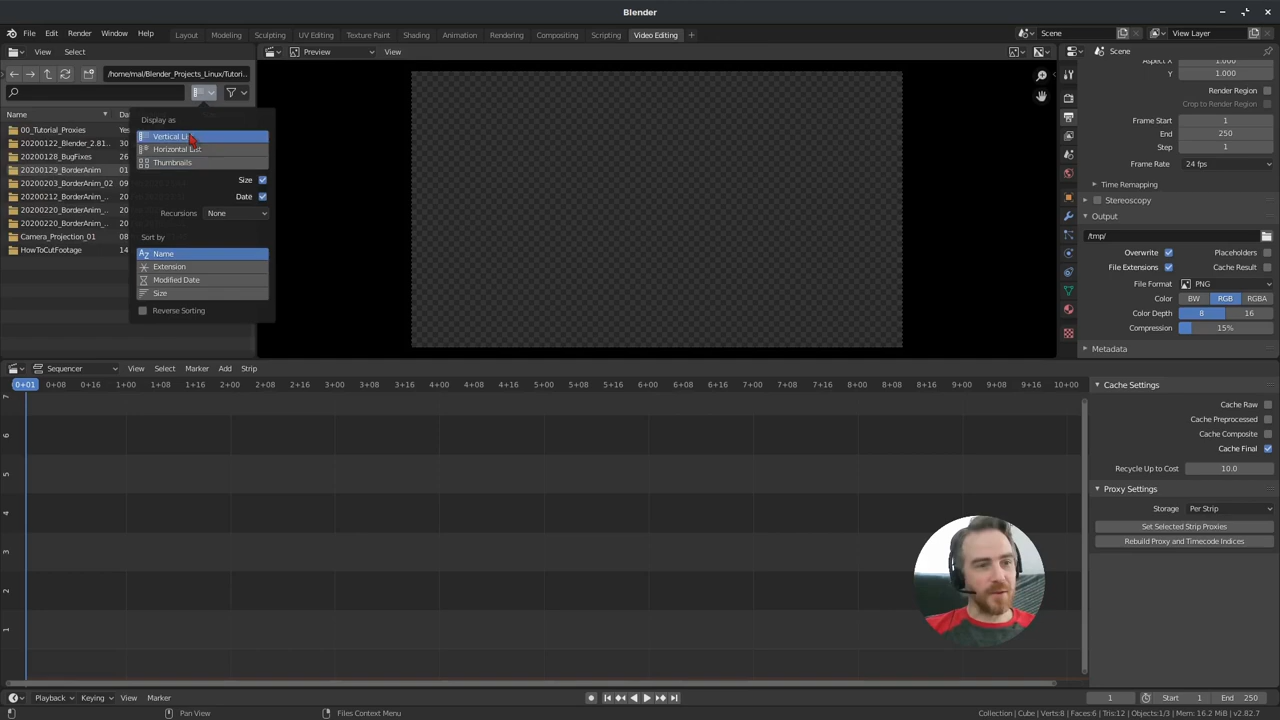 Blender
File Edit Render Window Help Layout Modeling Sculpting UV Editing Texture Paint Shading Animation Rendering Compositing Scripting Video Editing + Scene View Layer
View Select Preview View Scene
/home/mal/Blender_Projects_Linux/Tutori...
Name Da
00_Tutorial_Proxies Yes
20200122_Blender_2.81... 30
20200128_BugFixes 26
20200129_BorderAnim 01
20200203_BorderAnim_02 09
20200212_BorderAnim_.. 20
20200220_BorderAnim_.. 20
20200220_BorderAnim_.. 20
Camera_Projection_01 08
HowToCutFootage 14
Display as
Vertical Li
Horizontal List
Thumbnails
Size
Date
Recursions None
Sort by
Name
Extension
Modified Date
Size
Reverse Sorting
Aspect X 1.000
Y 1.000
Render Region
Crop to Render Region
Frame Start 1
End 250
Step 1
Frame Rate 24 fps
Time Remapping
Stereoscopy
Output
/tmp/
Overwrite Placeholders
File Extensions Cache Result
File Format PNG
Color BW RGB RGBA
Color Depth 8 16
Compression 15%
Metadata
Sequencer View Select Marker Add Strip
0+01 0+08 0+16 1+00 1+08 1+16 2+00 2+08 2+16 3+00 3+08 3+16 4+00 4+08 4+16 5+00 5+08 5+16 6+00 6+08 6+16 7+00 7+08 7+16 8+00 8+08 8+16 9+00 9+08 9+16 10+00
7
6
5
4
3
2
1
Cache Settings
Cache Raw
Cache Preprocessed
Cache Composite
Cache Final
Recycle Up to Cost 10.0
Proxy Settings
Storage Per Strip
Set Selected Strip Proxies
Rebuild Proxy and Timecode Indices
Playback Keying View Marker 1 Start 1 End 250
Pan View Files Context Menu Collection | Cube | Verts:8 | Faces:6 | Tris:12 | Objects:1/3 | Mem: 16.2 MiB | v2.82.7